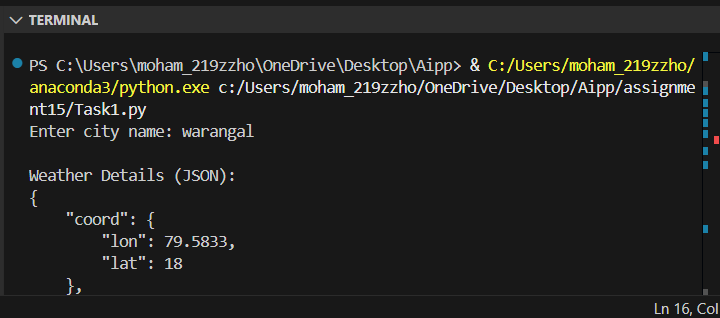 TERMINAL
PS C:\Users\moham_219zzho\OneDrive\Desktop\Aipp> & C:/Users/moham_219zzho/
anaconda3/python.exe c:/Users/moham_219zzho/OneDrive/Desktop/Aipp/assignme
nt15/Task1.py
Enter city name: warangal
Weather Details (JSON):
{
    "coord": {
        "lon": 79.5833,
        "lat": 18
    },
Ln 16, Col